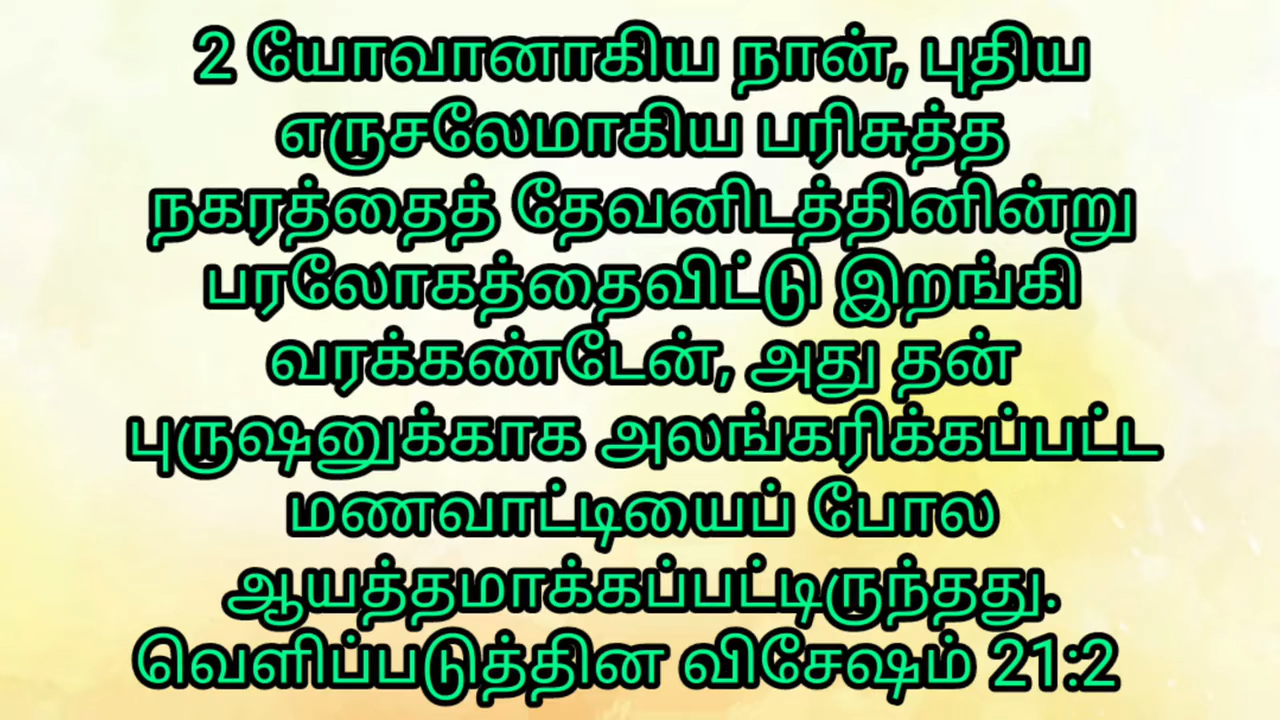 2 யோவானாகிய நான், புதிய
எருசலேமாகிய பரிசுத்த
நகரத்தைத் தேவனிடத்தினின்று
பரலோகத்தைவிட்டு இறங்கி
வரக்கண்டேன், அது தன்
புருஷனுக்காக அலங்கரிக்கப்பட்ட
மணவாட்டியைப் போல
ஆயத்தமாக்கப்பட்டிருந்தது.
வெளிப்படுத்தின விசேஷம் 21:2